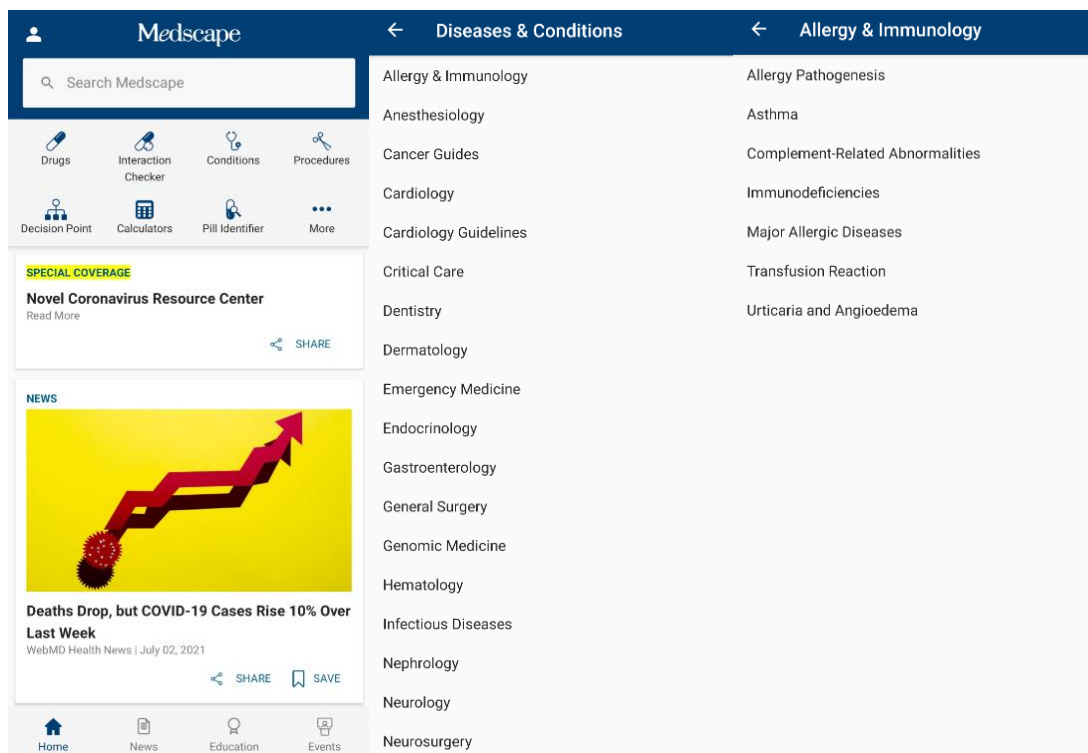 Medscape
Search Medscape
Drugs
Interaction
Checker
Conditions
Procedures
Decision Point
Calculators
Pill Identifier
More
SPECIAL COVERAGE
Novel Coronavirus Resource Center
Read More
SHARE
NEWS
Deaths Drop, but COVID-19 Cases Rise 10% Over
Last Week
WebMD Health News | July 02, 2021
SHARE
SAVE
Home
News
Education
Events
Diseases & Conditions
Allergy & Immunology
Anesthesiology
Cancer Guides
Cardiology
Cardiology Guidelines
Critical Care
Dentistry
Dermatology
Emergency Medicine
Endocrinology
Gastroenterology
General Surgery
Genomic Medicine
Hematology
Infectious Diseases
Nephrology
Neurology
Neurosurgery
Allergy & Immunology
Allergy Pathogenesis
Asthma
Complement-Related Abnormalities
Immunodeficiencies
Major Allergic Diseases
Transfusion Reaction
Urticaria and Angioedema